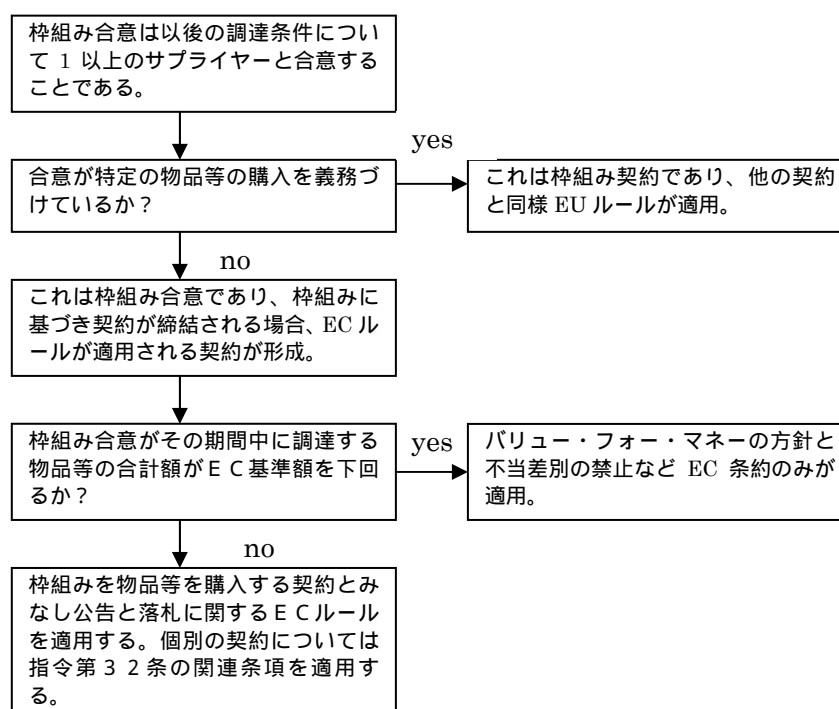 枠組み合意は以後の調達条件につい
て 1 以上のサプライヤーと合意する
ことである。
yes
合意が特定の物品等の購入を義務づ
けているか？
これは枠組み契約であり、他の契約
と同様 EU ルールが適用。
no
これは枠組み合意であり、枠組みに
基づき契約が締結される場合、EC ル
ールが適用される契約が形成。
枠組み合意がその期間中に調達する
物品等の合計額がＥＣ基準額を下回
るか？
yes
バリュー・フォー・マネーの方針と
不当差別の禁止など EC 条約のみが
適用。
no
枠組みを物品等を購入する契約とみ
なし公告と落札に関するＥＣルール
を適用する。個別の契約については
指令第３２条の関連条項を適用す
る。